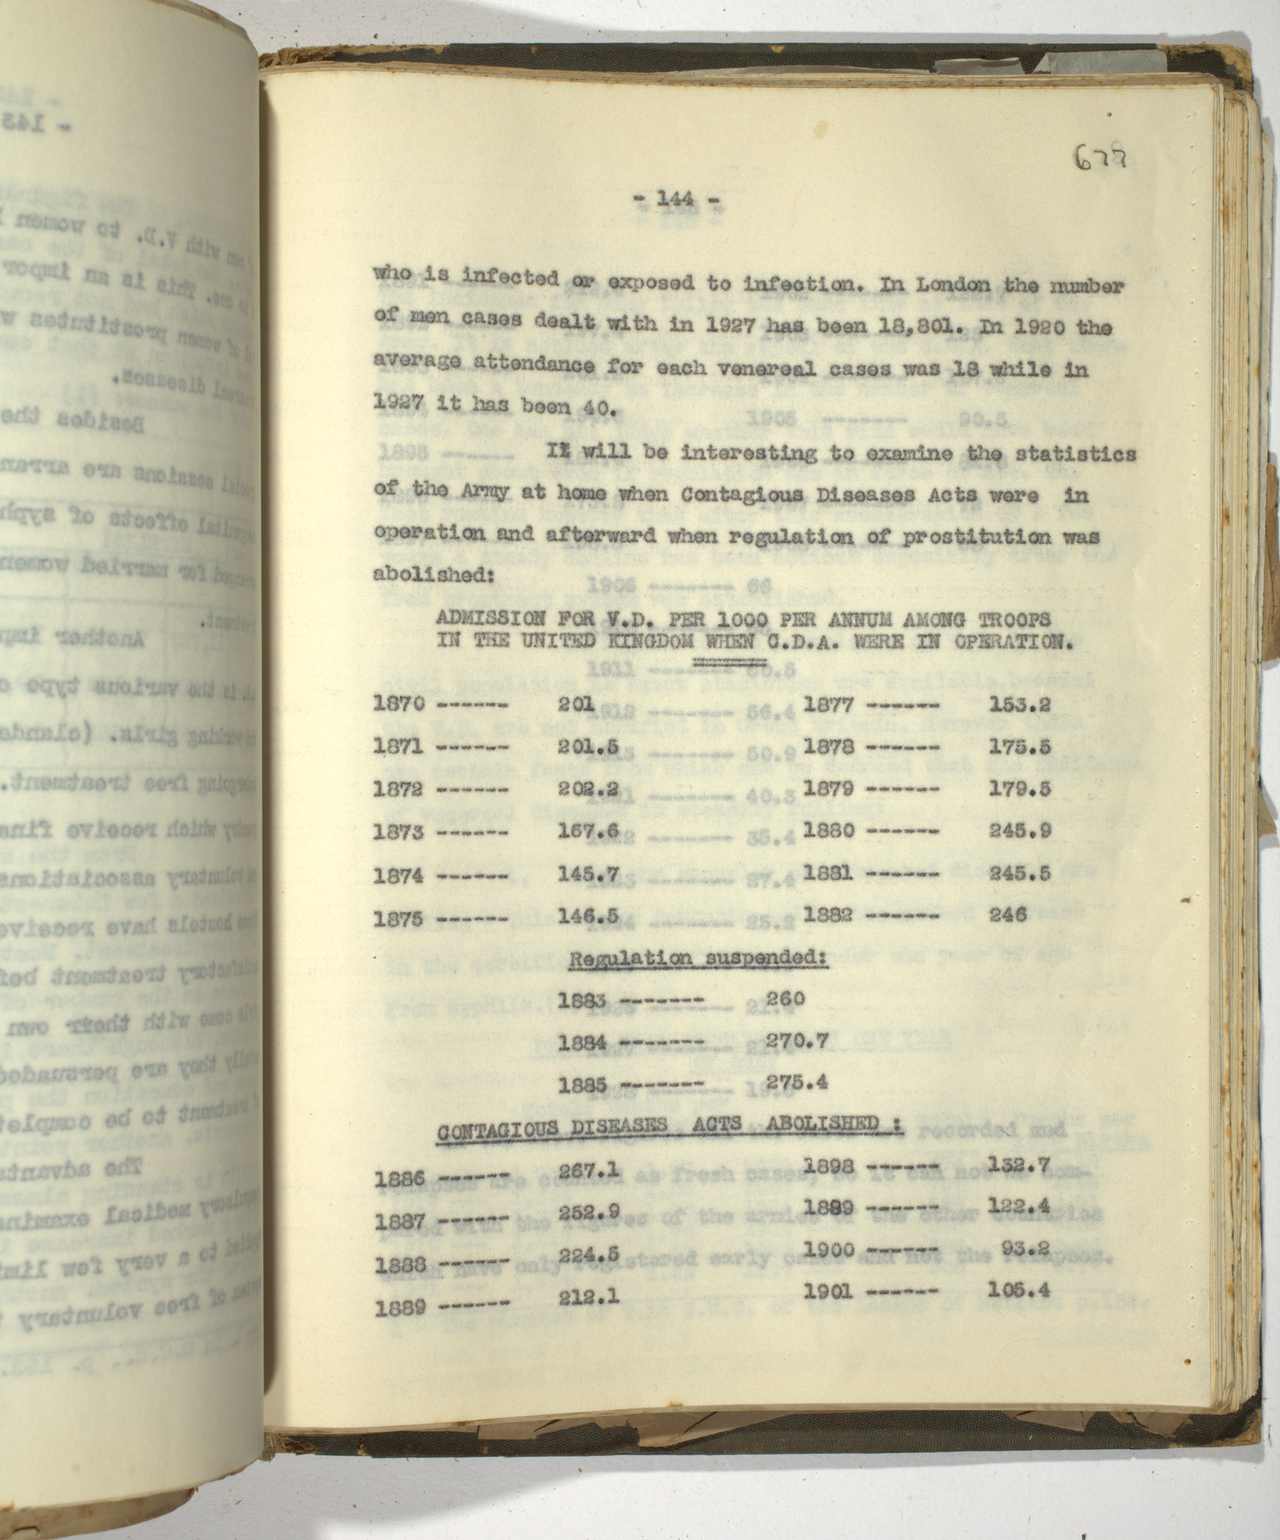 677
- 144 -
who is infected or exposed to infection. In London the number
of men cases dealt with in 1927 has been 18,801. In 1920 the
average attendance for each venereal cases was 18 while in
1927 it has been 40.
It will be interesting to examine the statistics
of the Army at home when Contagious Diseases Acts were in
operation and afterward when regulation of prostitution was
abolished:
ADMISSION FOR V.D. PER 1000 PER ANNUM AMONG TROOPS
IN THE UNITED KINGDOM WHEN C.D.A. WERE IN OPERATION.
1870 ------ 201 1877 ------ 153.2
1871 ------ 201.5 1878 ------ 175.5
1872 ------ 202.2 1879 ------ 179.5
1873 ------ 167.6 1880 ------ 245.9
1874 ------ 145.7 1881 ------ 245.5
1875 ------ 146.5 1882 ------ 246
Regulation suspended:
1883 ------- 260
1884 ------- 270.7
1885 ------- 275.4
CONTAGIOUS DISEASES ACTS ABOLISHED :
1886 ------ 267.1 1898 ------ 132.7
1887 ------ 252.9 1889 ------ 122.4
1888 ------ 224.5 1900 ------ 93.2
1889 ------ 212.1 1901 ------ 105.4